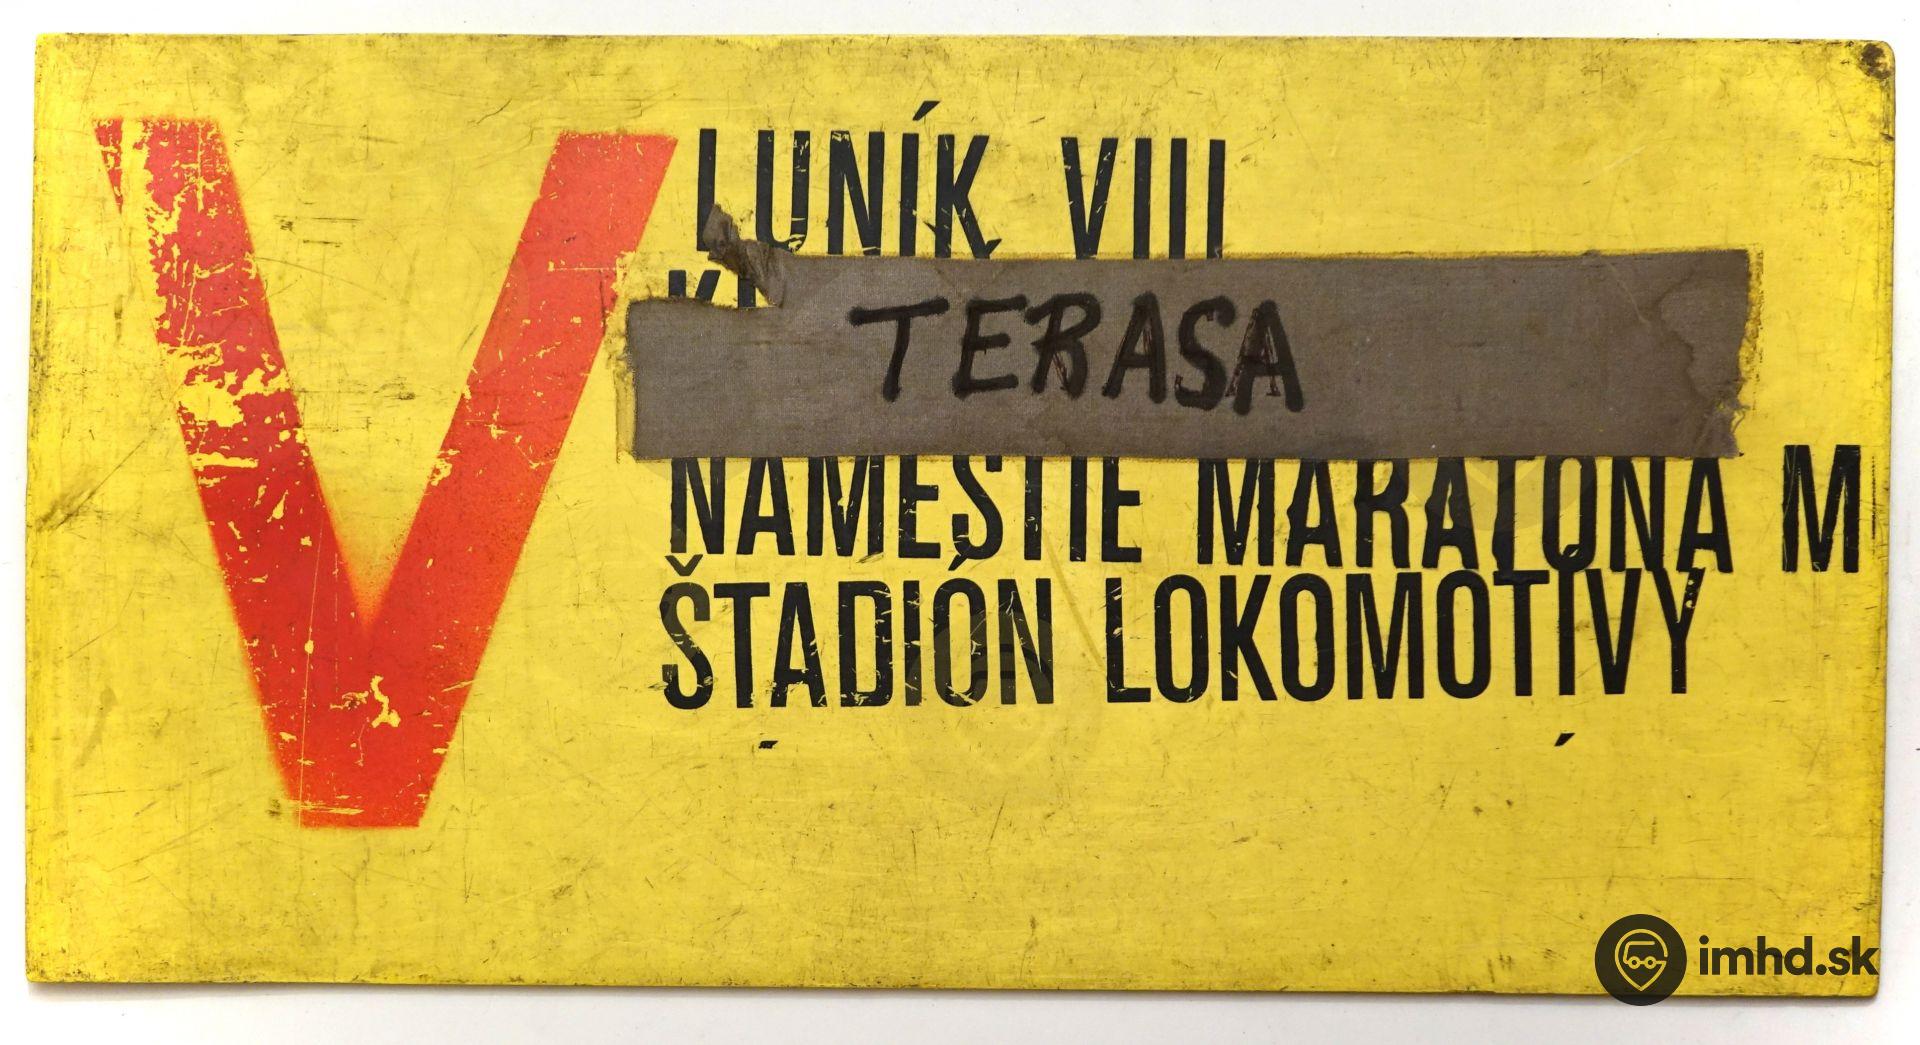 V
LUNÍK VIII
TERASA
NÁMESTIE MARATÓNA M
ŠTADIÓN LOKOMOTÍVY
imhd.sk